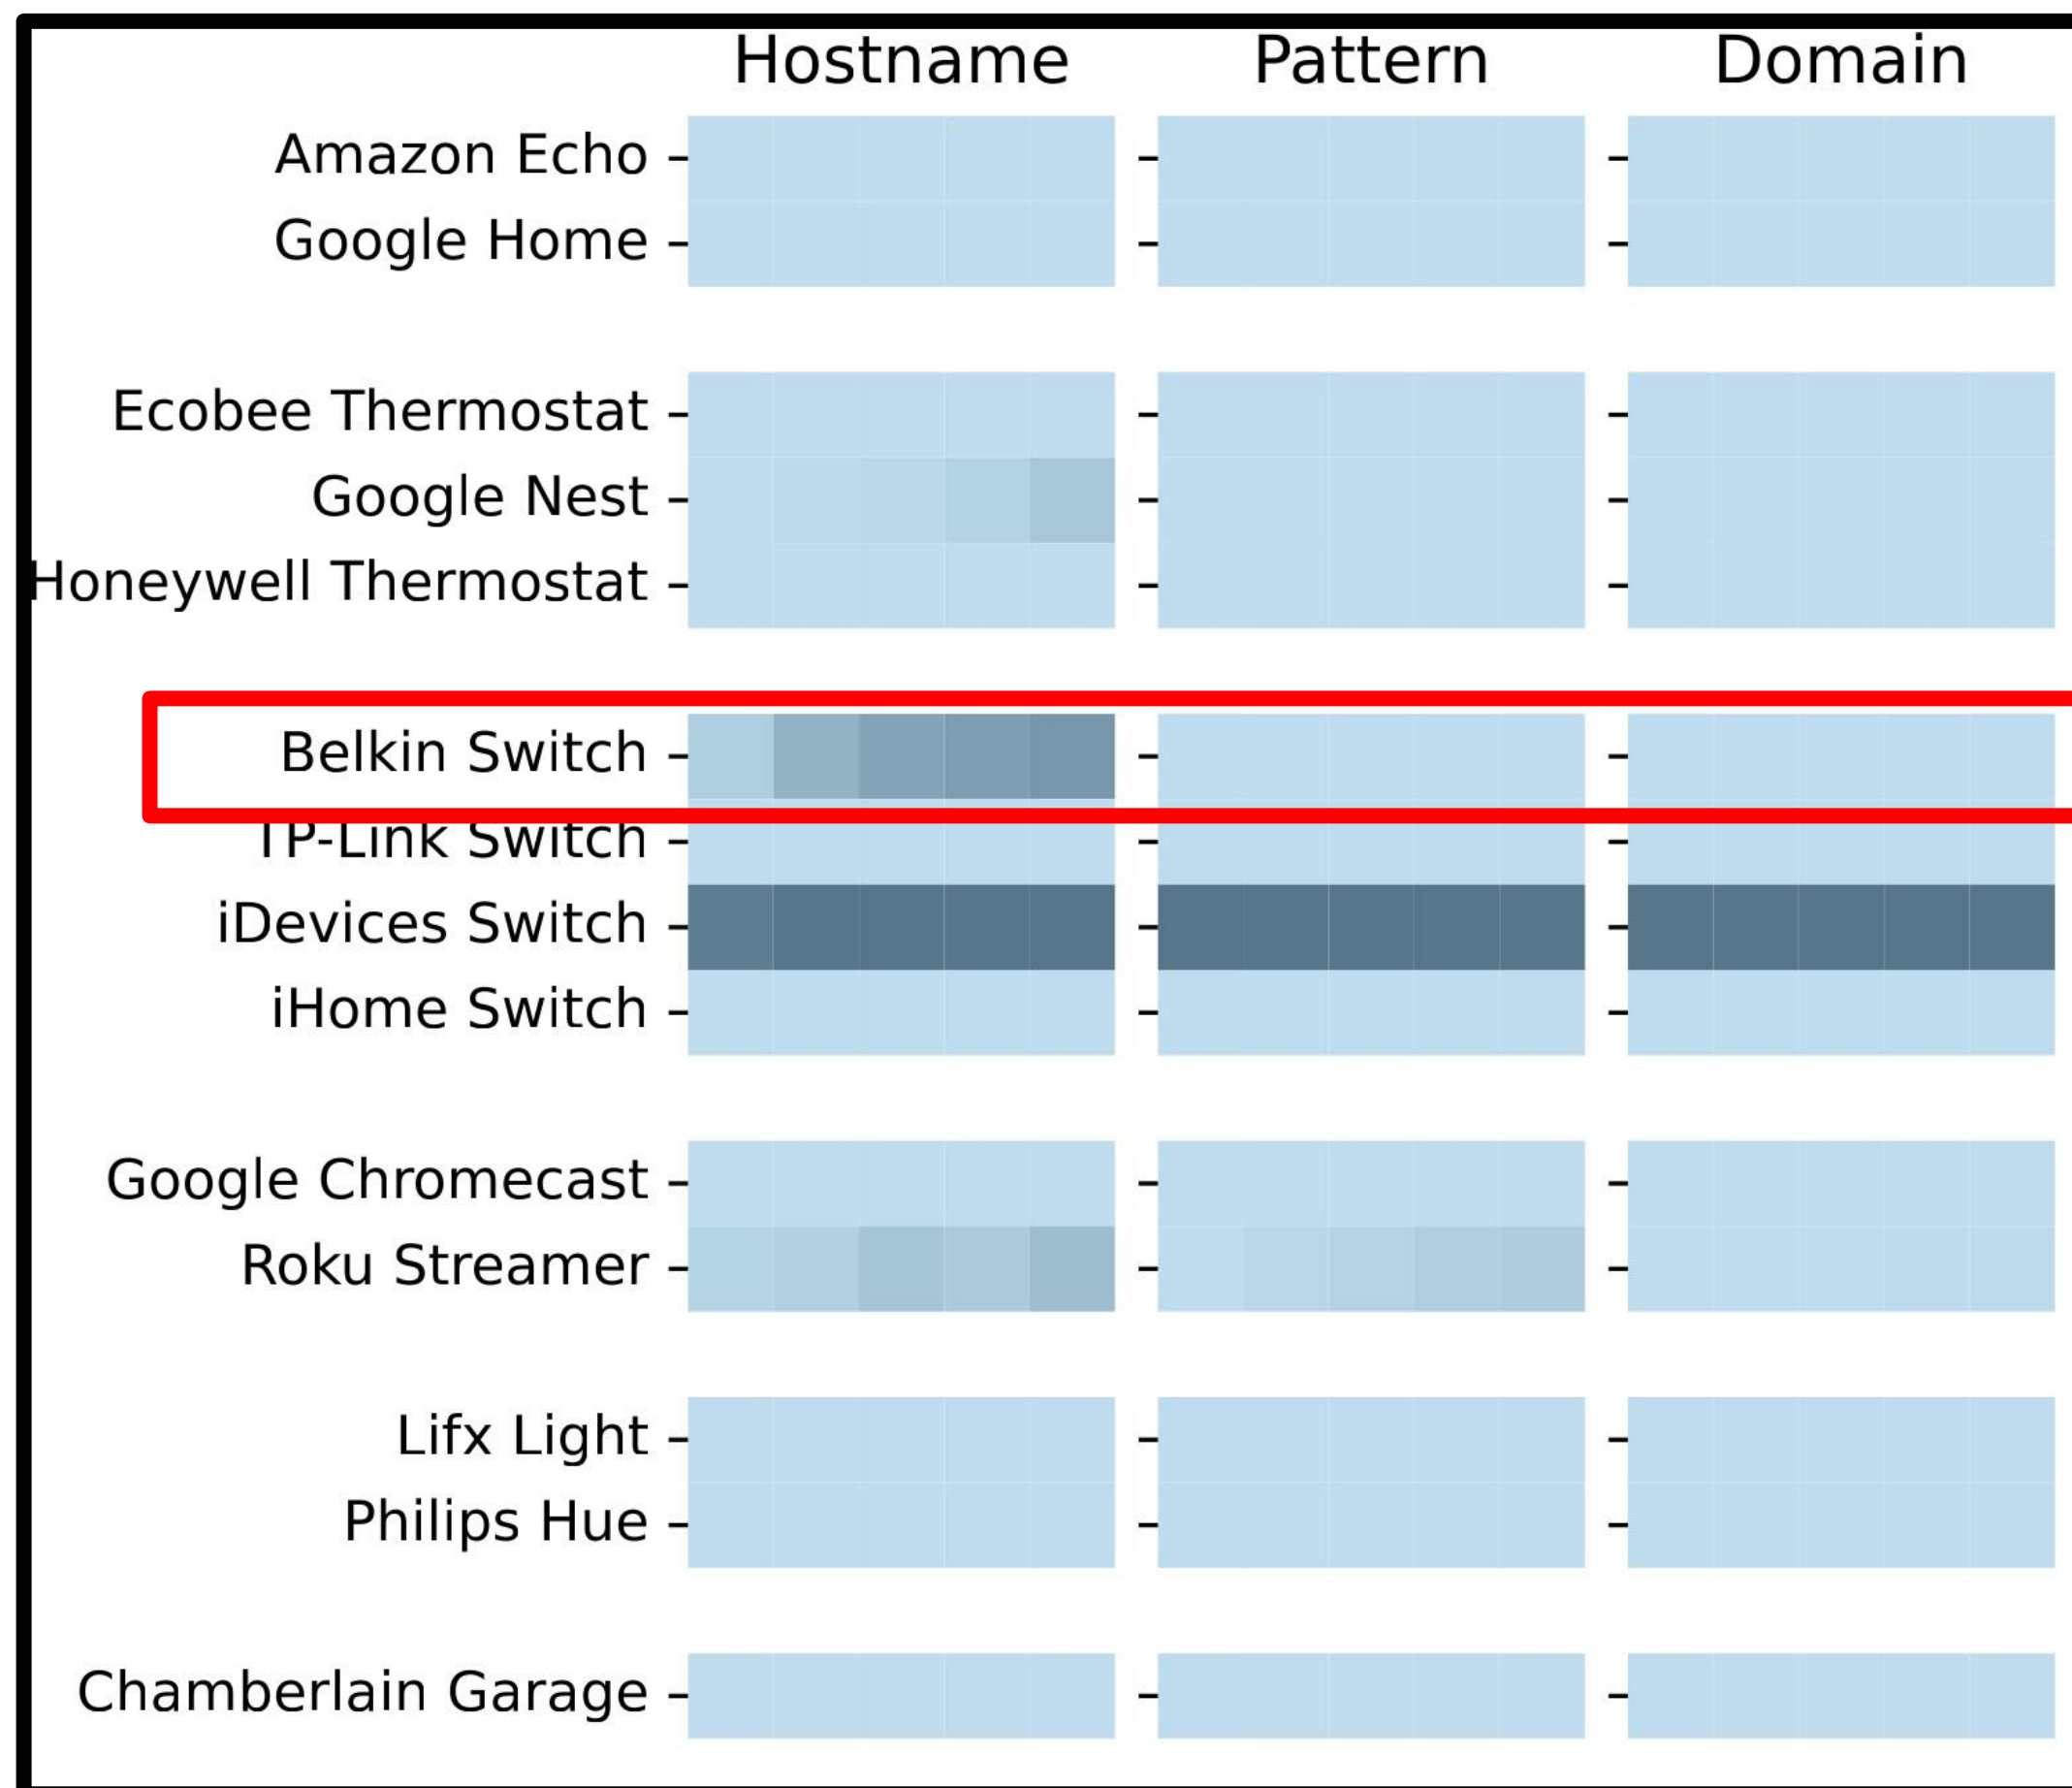 Hostname Pattern Domain
Amazon Echo
Google Home
Ecobee Thermostat
Google Nest
Honeywell Thermostat
Belkin Switch
TP-Link Switch
iDevices Switch
iHome Switch
Google Chromecast
Roku Streamer
Lifx Light
Philips Hue
Chamberlain Garage